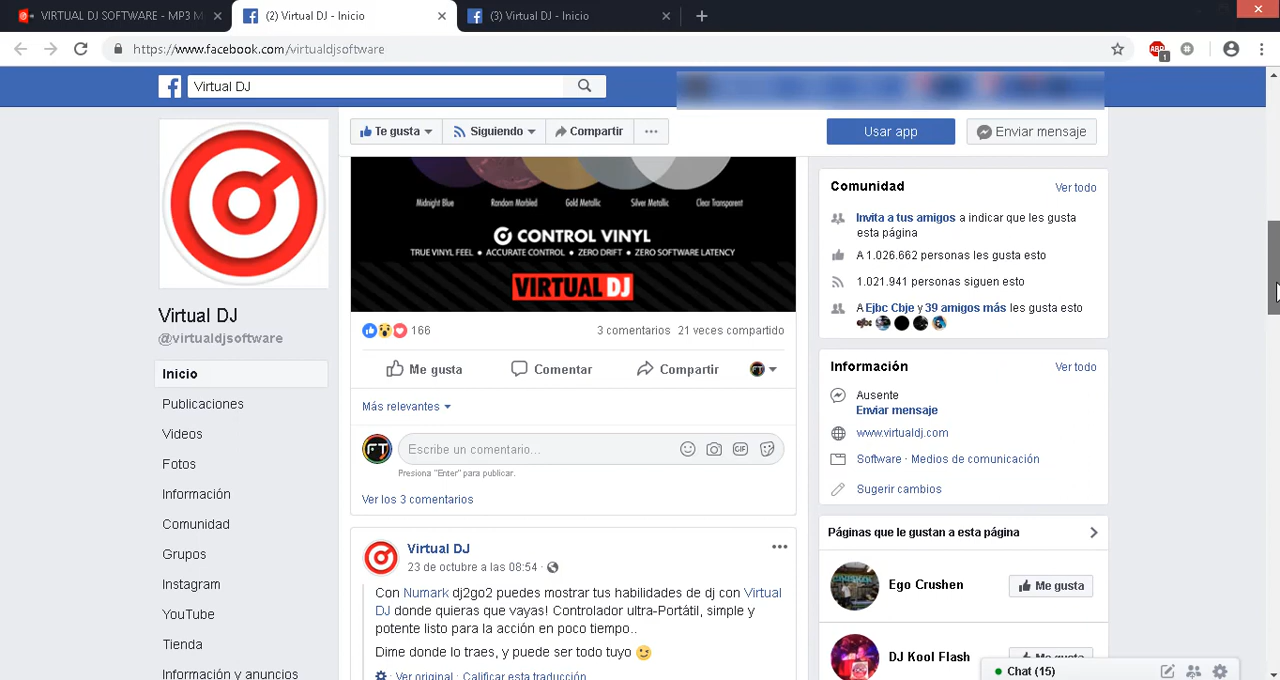 VIRTUAL DJ SOFTWARE - MP3 M
(2) Virtual DJ - Inicio
(3) Virtual DJ - Inicio
https://www.facebook.com/virtualdjsoftware
ABP
1
Virtual DJ
Te gusta
Siguiendo
Compartir
Usar app
Enviar mensaje
Virtual DJ
@virtualdjsoftware
Inicio
Publicaciones
Videos
Fotos
Información
Comunidad
Grupos
Instagram
YouTube
Tienda
Información y anuncios
Midnight Blue
Random Marbled
Gold Metallic
Silver Metallic
Clear Transparent
CONTROL VINYL
TRUE VINYL FEEL • ACCURATE CONTROL • ZERO DRIFT • ZERO SOFTWARE LATENCY
VIRTUAL DJ
166
3 comentarios
21 veces compartido
Me gusta
Comentar
Compartir
Más relevantes
FT
Escribe un comentario...
GIF
Presiona "Enter" para publicar.
Ver los 3 comentarios
Virtual DJ
23 de octubre a las 08:54 ·
Con Numark dj2go2 puedes mostrar tus habilidades de dj con Virtual
DJ donde quieras que vayas! Controlador ultra-Portátil, simple y
potente listo para la acción en poco tiempo..
Dime donde lo traes, y puede ser todo tuyo
Ver original · Calificar esta traducción
Comunidad
Ver todo
Invita a tus amigos a indicar que les gusta
esta página
A 1.026.662 personas les gusta esto
1.021.941 personas siguen esto
A Ejbc Cbje y 39 amigos más les gusta esto
Información
Ver todo
Ausente
Enviar mensaje
www.virtualdj.com
Software · Medios de comunicación
Sugerir cambios
Páginas que le gustan a esta página
Ego Crushen
Me gusta
DJ Kool Flash
Me gusta
Chat (15)